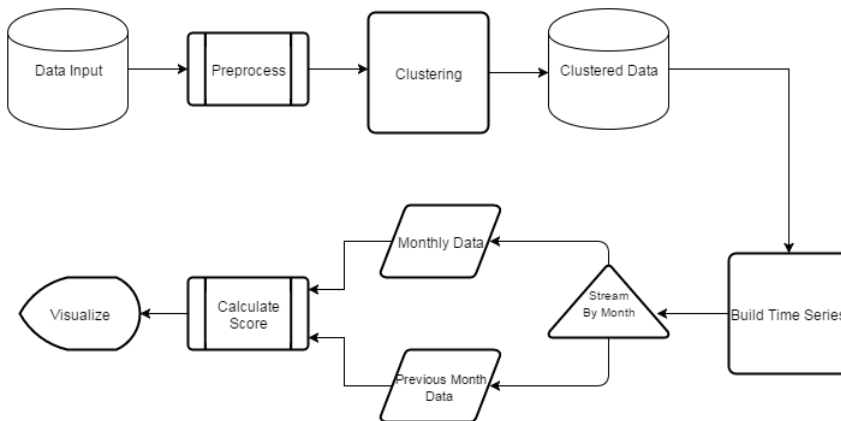 Data Input
Preprocess
Clustering
Clustered Data
Build Time Series
Stream
By Month
Monthly Data
Previous Month
Data
Calculate
Score
Visualize